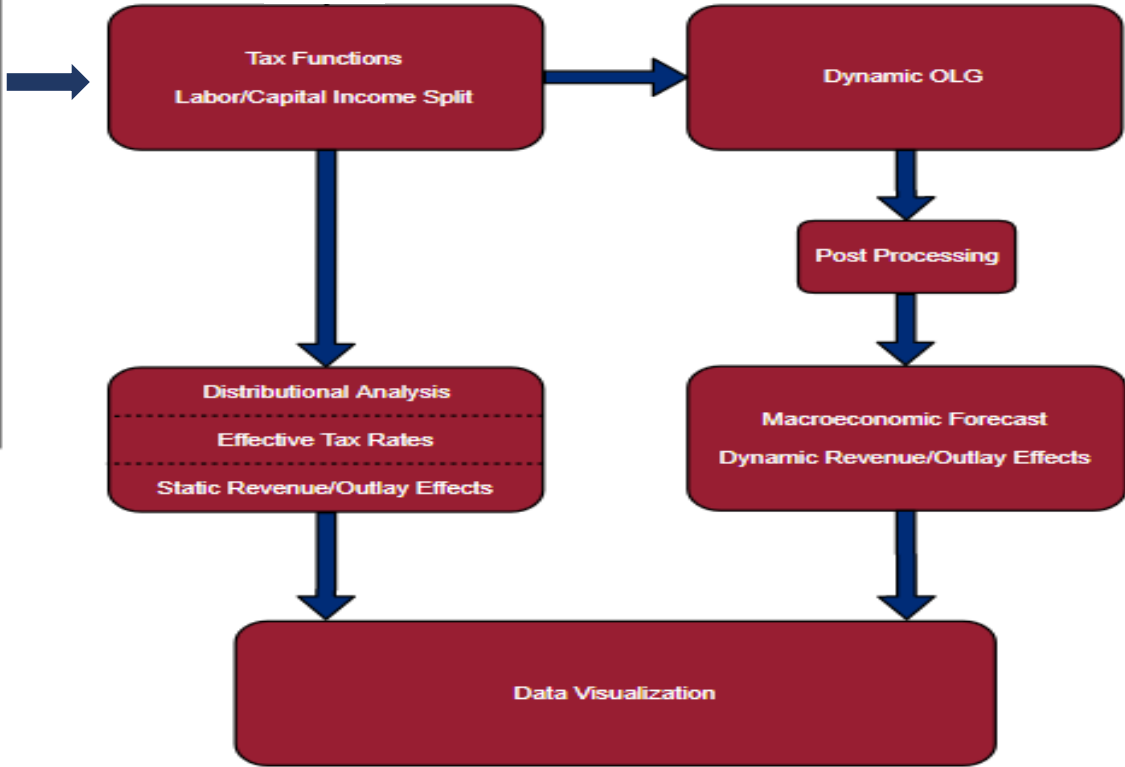 Tax Functions
Labor/Capital Income Split
Dynamic OLG
Post Processing
Distributional Analysis
Effective Tax Rates
Static Revenue/Outlay Effects
Macroeconomic Forecast
Dynamic Revenue/Outlay Effects
Data Visualization